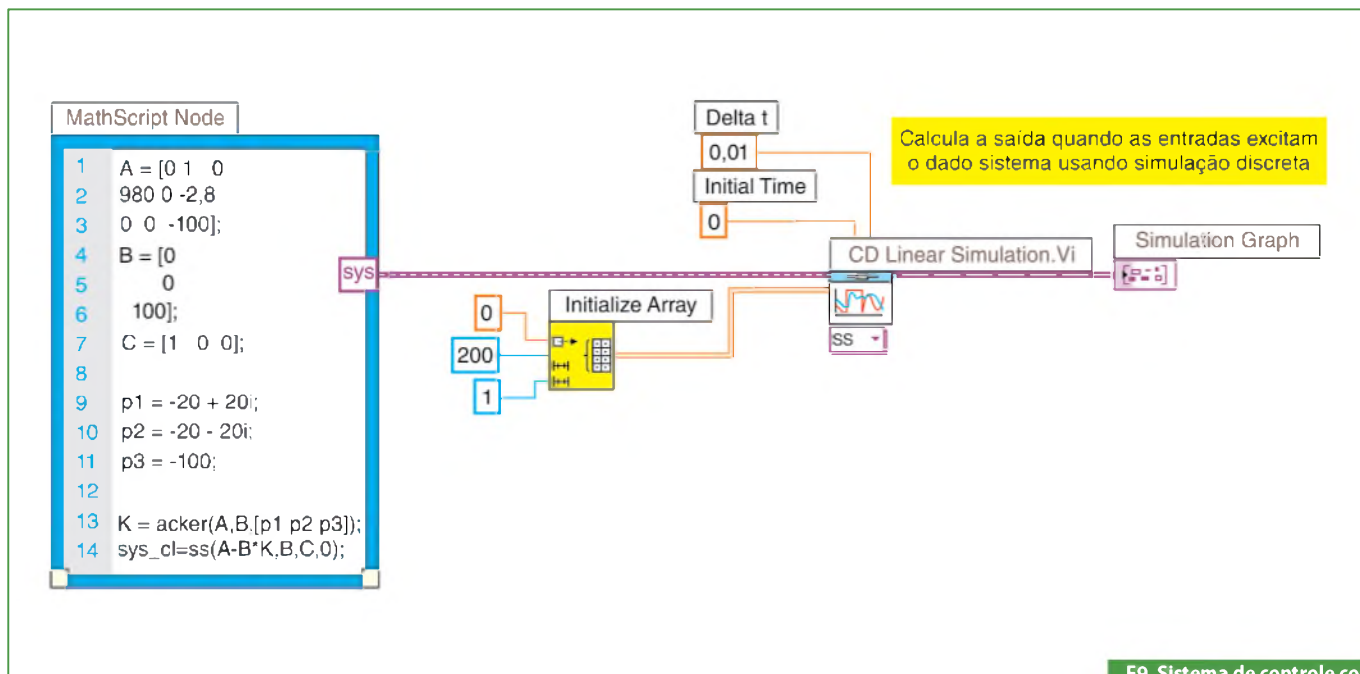 MathScript Node
1 A = [0 1 0
2 980 0 -2,8
3 0 0 -100];
4 B = [0
5 0
6 100];
7 C = [1 0 0];
8
9 p1 = -20 + 20i;
10 p2 = -20 - 20i;
11 p3 = -100;
12
13 K = acker(A,B,[p1 p2 p3]);
14 sys_cl=ss(A-B*K,B,C,0);
sys
Delta t
0,01
Initial Time
0
Calcula a saída quando as entradas excitam
o dado sistema usando simulação discreta
CD Linear Simulation.Vi
SS
Simulation Graph
Initialize Array
0
200
1
F9. Sistema de controle